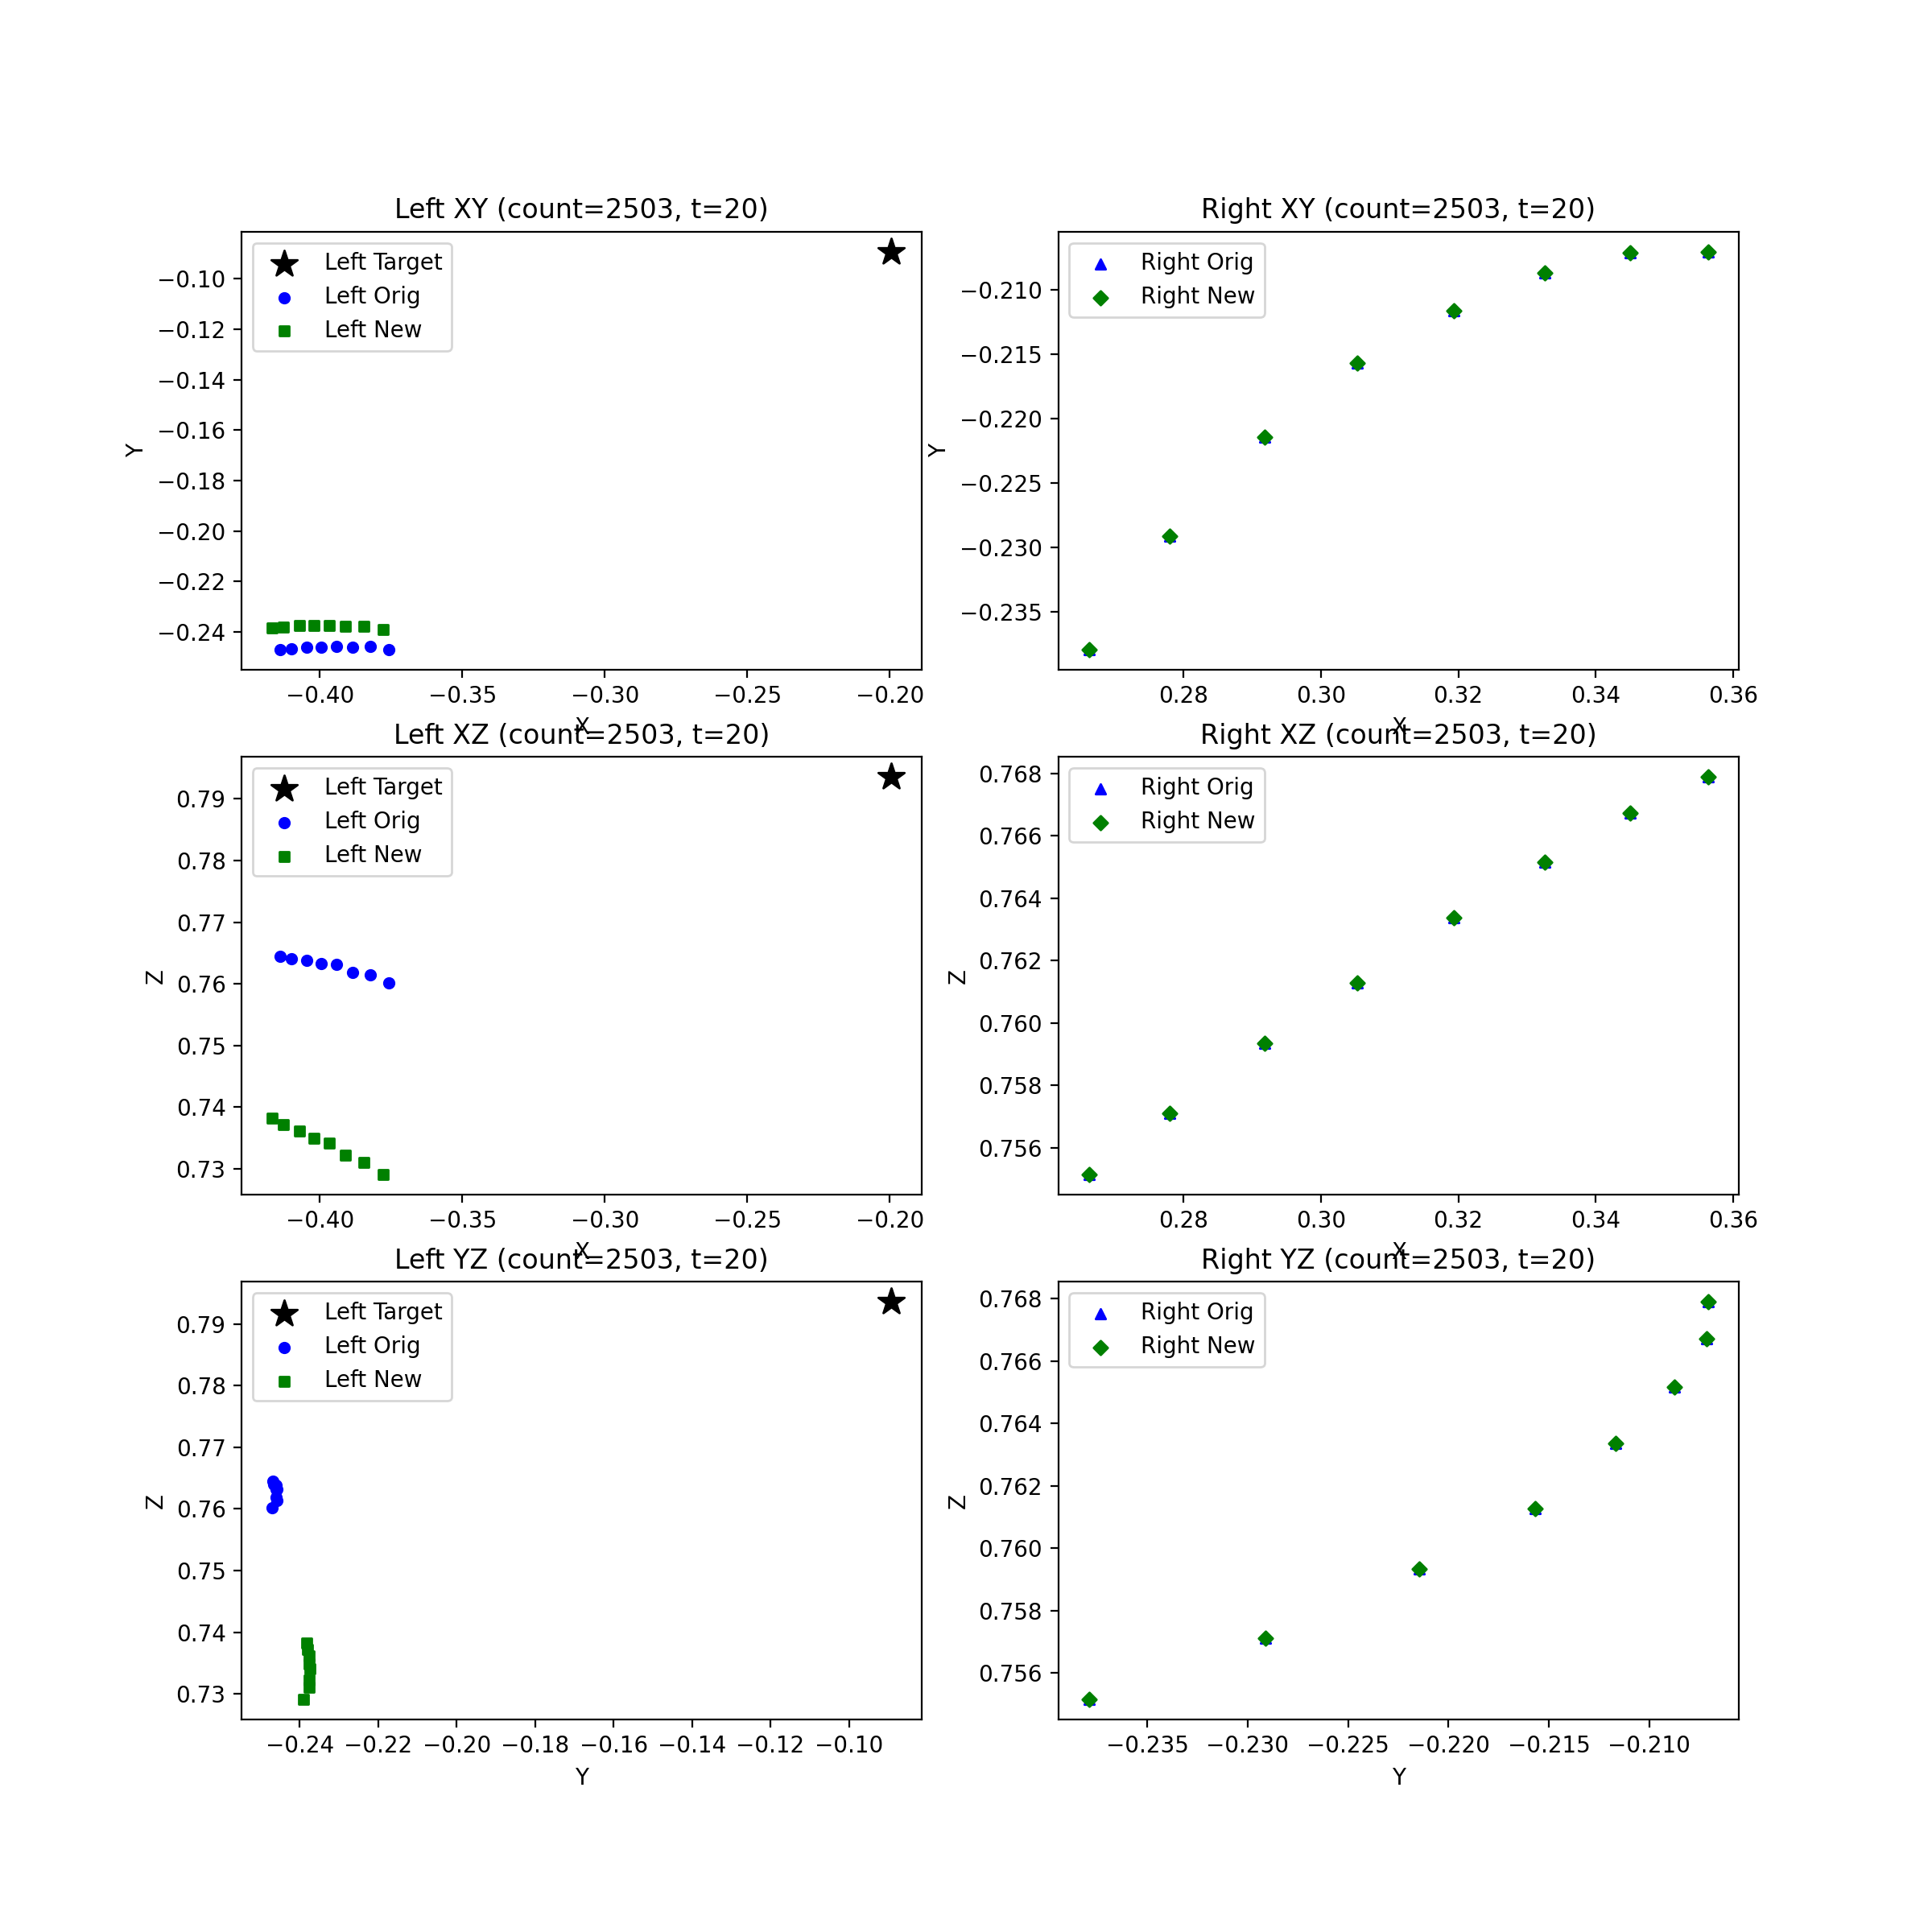 Left XY (count=2503, t=20)
Left Target
Left Orig
Left New
−0.10
−0.12
−0.14
−0.16
−0.18
−0.20
−0.22
−0.24
Y
−0.40 −0.35 −0.30 −0.25 −0.20
X
Right XY (count=2503, t=20)
Right Orig
Right New
−0.210
−0.215
−0.220
−0.225
−0.230
−0.235
Y
0.28 0.30 0.32 0.34 0.36
X
Left XZ (count=2503, t=20)
Left Target
Left Orig
Left New
0.79
0.78
0.77
0.76
0.75
0.74
0.73
Z
−0.40 −0.35 −0.30 −0.25 −0.20
X
Right XZ (count=2503, t=20)
Right Orig
Right New
0.768
0.766
0.764
0.762
0.760
0.758
0.756
Z
0.28 0.30 0.32 0.34 0.36
X
Left YZ (count=2503, t=20)
Left Target
Left Orig
Left New
0.79
0.78
0.77
0.76
0.75
0.74
0.73
Z
−0.24 −0.22 −0.20 −0.18 −0.16 −0.14 −0.12 −0.10
Y
Right YZ (count=2503, t=20)
Right Orig
Right New
0.768
0.766
0.764
0.762
0.760
0.758
0.756
Z
−0.235 −0.230 −0.225 −0.220 −0.215 −0.210
Y